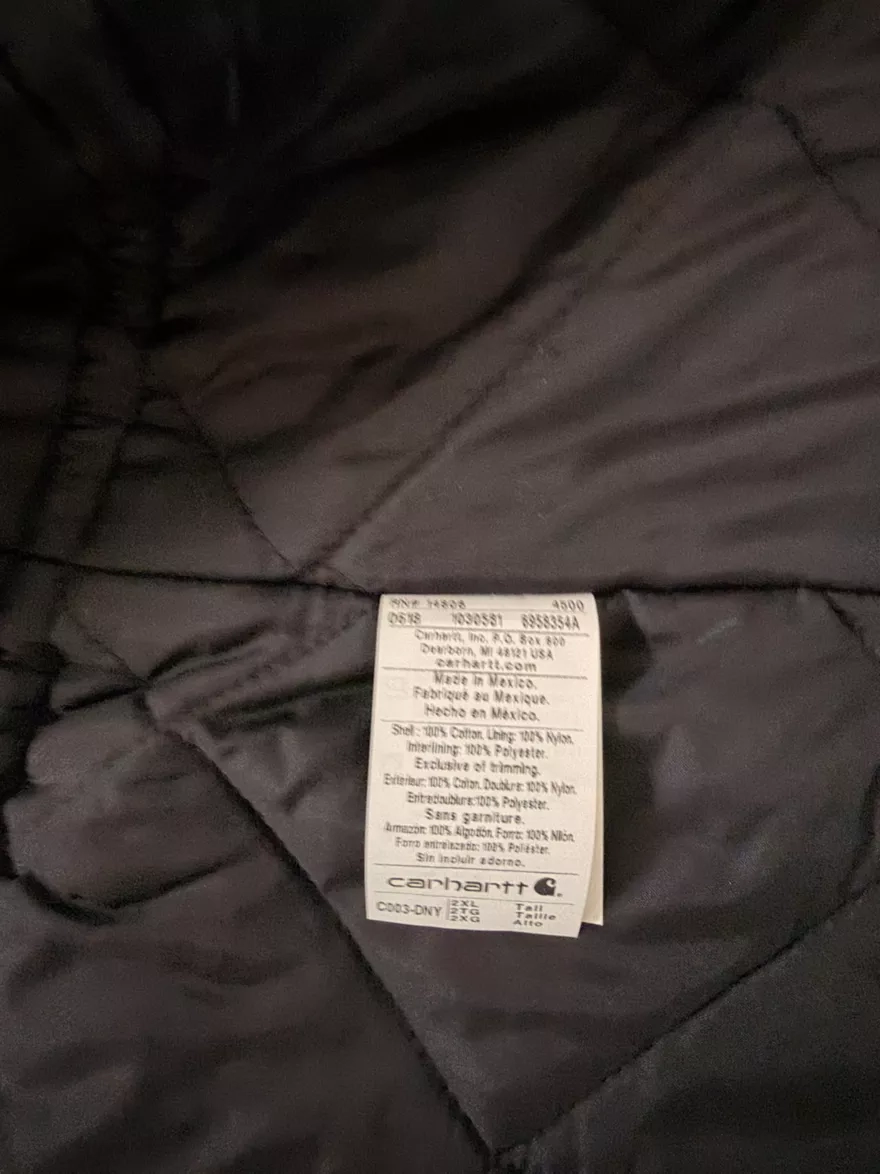 RN# 14806 4500
0618 1030581 6958354A
Carhartt, Inc. P.O. Box 600
Dearborn, MI 48121 USA
carhartt.com
Made in Mexico.
Fabriqué au Mexique.
Hecho en México.
Shell: 100% Cotton. Lining: 100% Nylon.
Interlining: 100% Polyester.
Exclusive of trimming.
Extérieur: 100% Coton. Doublure: 100% Nylon.
Entredoublure: 100% Polyester.
Sans garniture.
Armazón: 100% Algodón. Forro: 100% Nilón.
Forro entrelazado: 100% Poliéster.
Sin incluir adorno.
carhartt
C003-DNY 2XL Tall
2TG Taille
2XG Alto